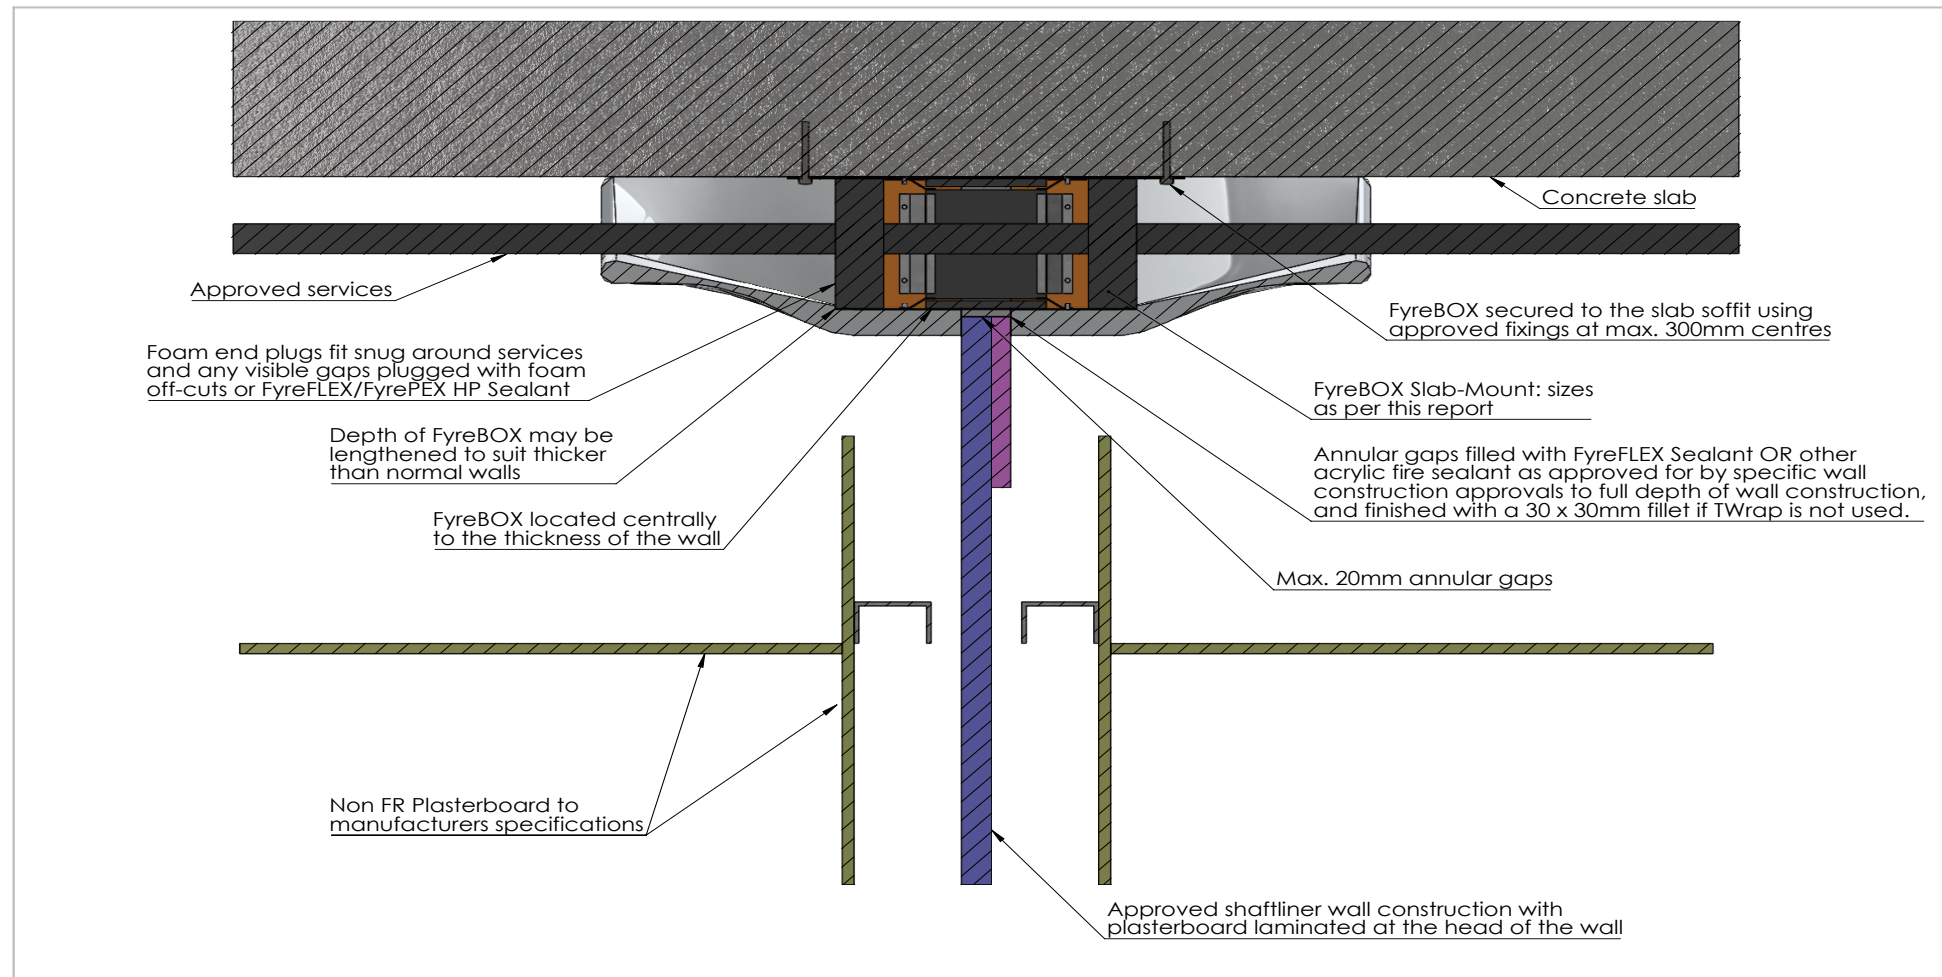 Concrete slab
Approved services
FyreBOX secured to the slab soffit using
approved fixings at max. 300mm centres
Foam end plugs fit snug around services
and any visible gaps plugged with foam
off-cuts or FyreFLEX/FyrePEX HP Sealant
FyreBOX Slab-Mount: sizes
as per this report
Depth of FyreBOX may be
lengthened to suit thicker
than normal walls
Annular gaps filled with FyreFLEX Sealant OR other
acrylic fire sealant as approved for by specific wall
construction approvals to full depth of wall construction,
and finished with a 30 x 30mm fillet if TWrap is not used.
FyreBOX located centrally
to the thickness of the wall
Max. 20mm annular gaps
Non FR Plasterboard to
manufacturers specifications
Approved shaftliner wall construction with
plasterboard laminated at the head of the wall